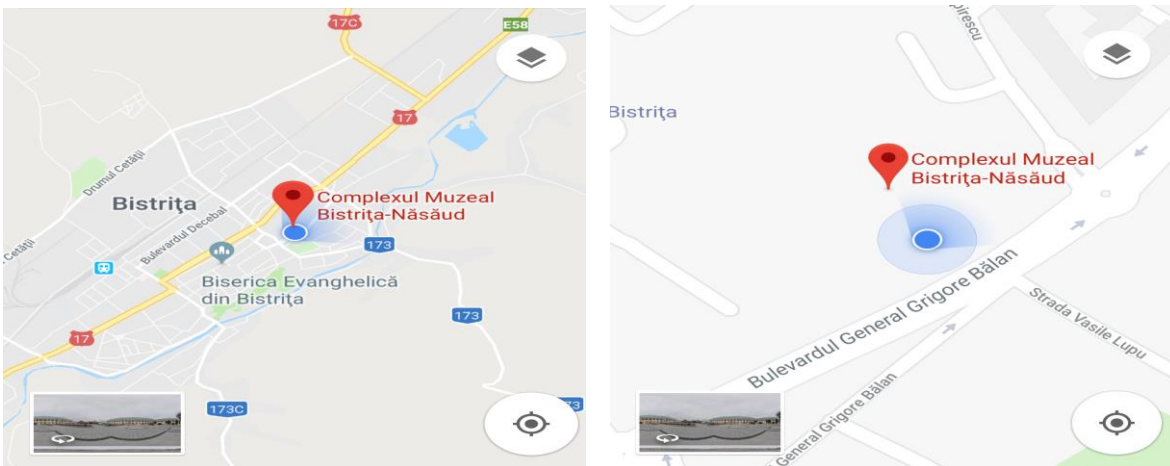 17C
E58
17
Drumul Cetății
Bistrița
Bulevardul Decebal
Complexul Muzeal
Bistrița-Năsăud
173
Cetății
Biserica Evanghelică
din Bistrița
173
17
173C
73
Bistrița
Complexul Muzeal
Bistrița-Năsăud
Bulevardul General Grigore Bălan
Strada Vasile Lupu
General Grigore Bălan